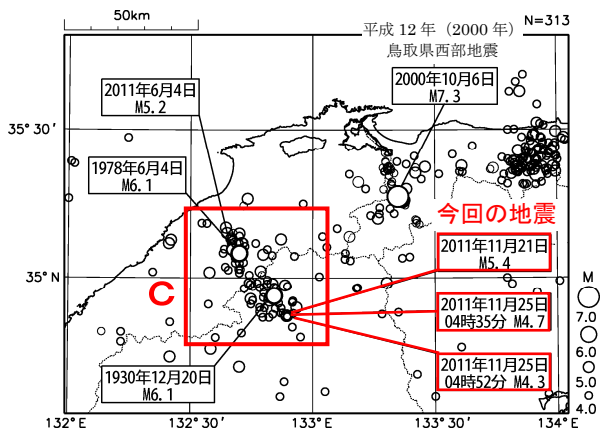 50km
平成 12 年（2000 年）
鳥取県西部地震
N=313
2011年6月4日
M5.2
2000年10月6日
M7.3
35°30′
1978年6月4日
M6.1
今回の地震
2011年11月21日
M5.4
35°N
C
2011年11月25日
04時35分 M4.7
2011年11月25日
04時52分 M4.3
1930年12月20日
M6.1
M
7.0
6.0
5.0
4.0
132°E
132°30′
133°E
133°30′
134°E